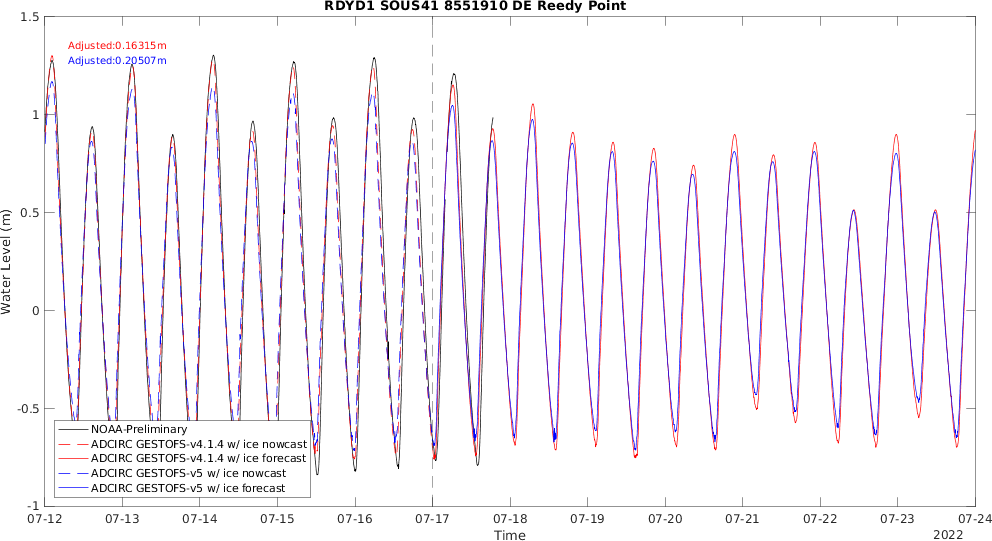 RDYD1 SOUS41 8551910 DE Reedy Point
1.5
Adjusted:0.16315m
Adjusted:0.20507m
1
0.5
0
-0.5
-1
Water Level (m)
NOAA-Preliminary
ADCIRC GESTOFS-v4.1.4 w/ ice nowcast
ADCIRC GESTOFS-v4.1.4 w/ ice forecast
ADCIRC GESTOFS-v5 w/ ice nowcast
ADCIRC GESTOFS-v5 w/ ice forecast
07-12 07-13 07-14 07-15 07-16 07-17 07-18 07-19 07-20 07-21 07-22 07-23 07-24
Time
2022